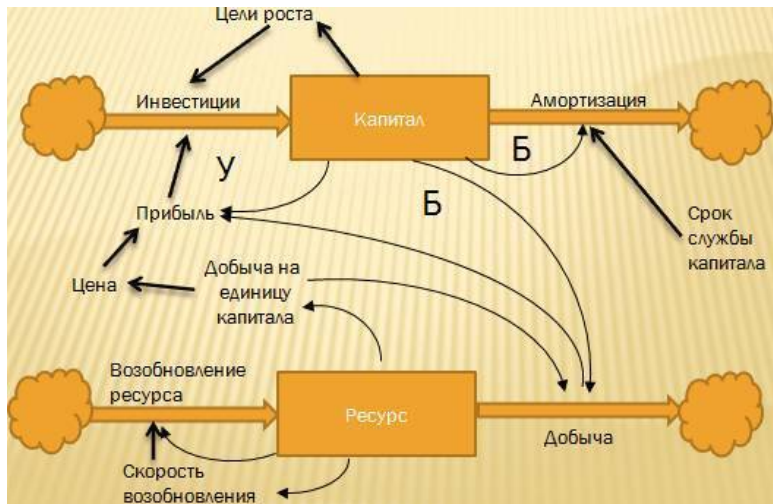 Цели роста
Инвестиции
Капитал
Амортизация
У
Б
Б
Прибыль
Срок
службы
капитала
Цена
Добыча на
единицу
капитала
Возобновление
ресурса
Ресурс
Добыча
Скорость
возобновления